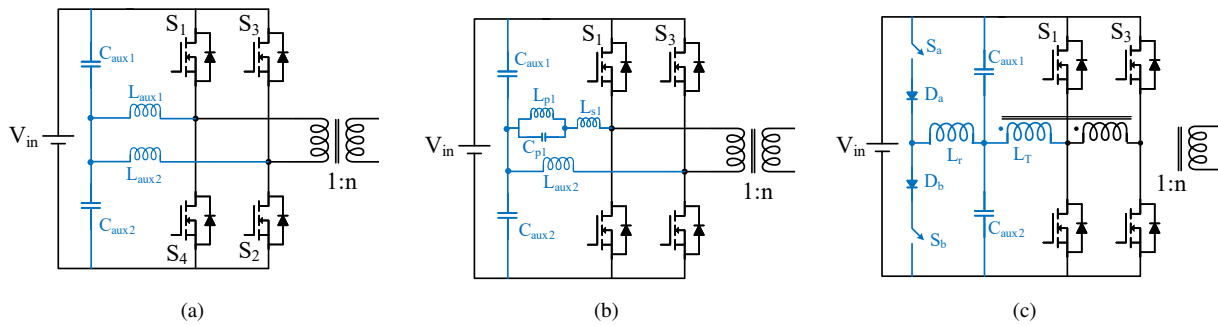 S1
S3
Caux1
Laux1
Vin
Laux2
1:n
Caux2
S4
S2
(a)
S1
S3
Caux1
Lp1
Ls1
Cp1
Vin
Laux2
1:n
Caux2
(b)
Sa
S1
S3
Caux1
Da
Vin
Lr
LT
Db
1:n
Caux2
Sb
(c)